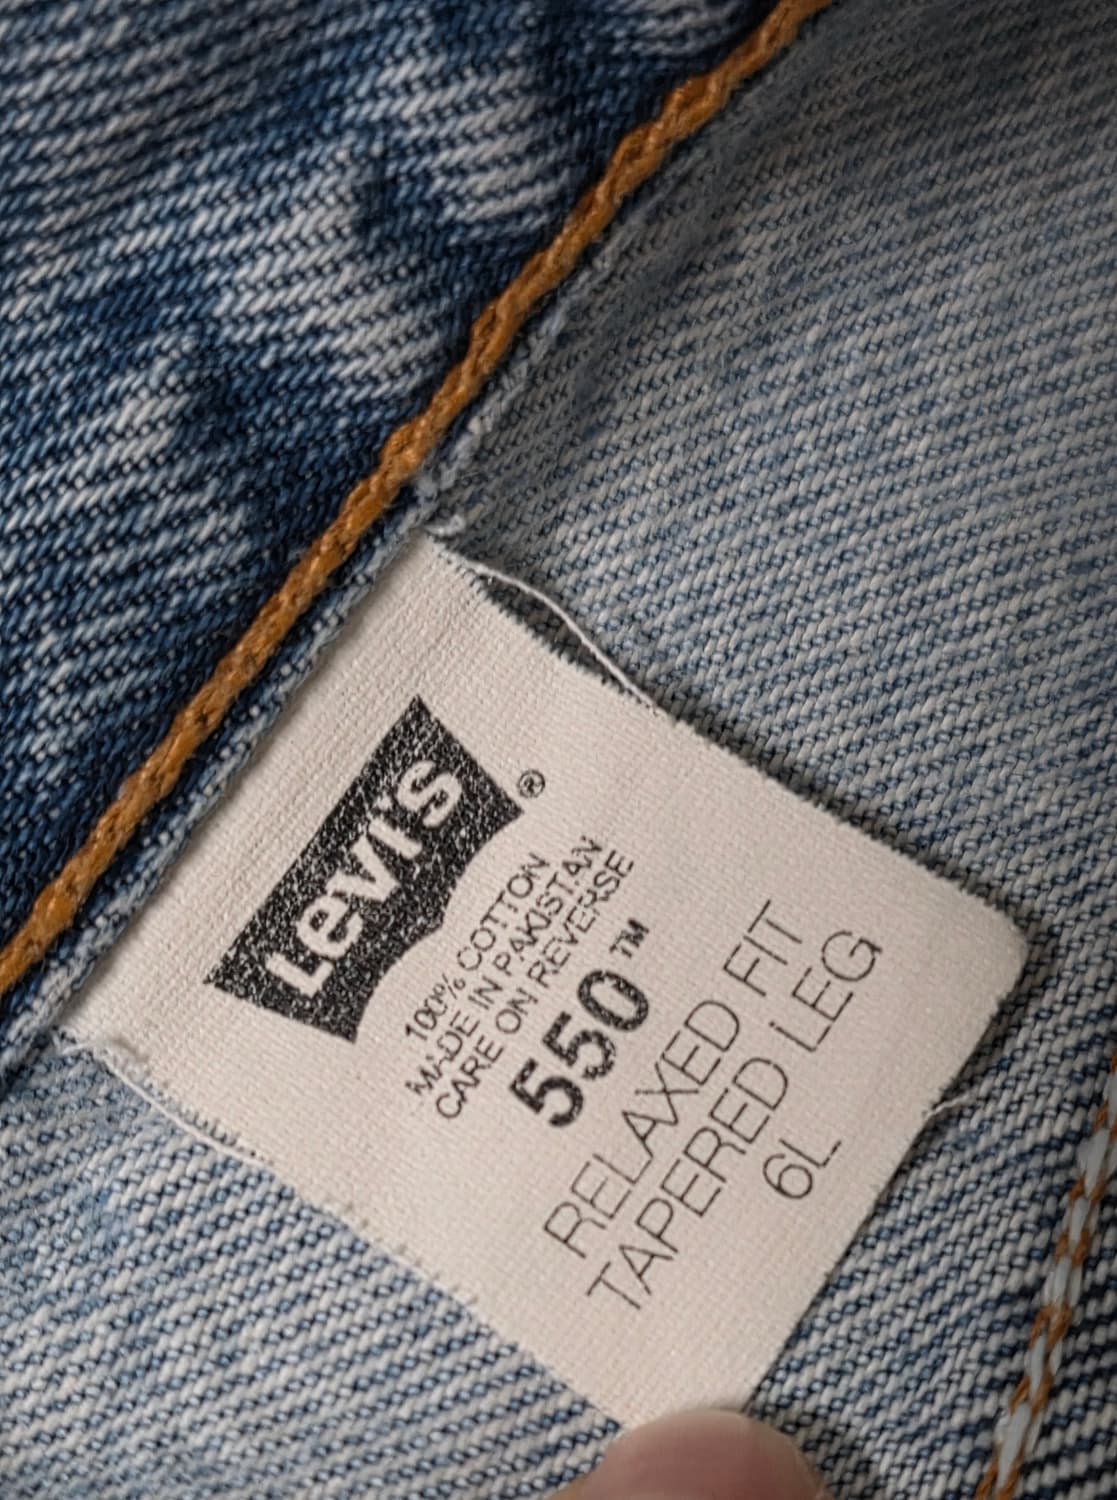 Levi's®
100% COTTON
MADE IN PAKISTAN
CARE ON REVERSE
550™
RELAXED FIT
TAPERED LEG
6L